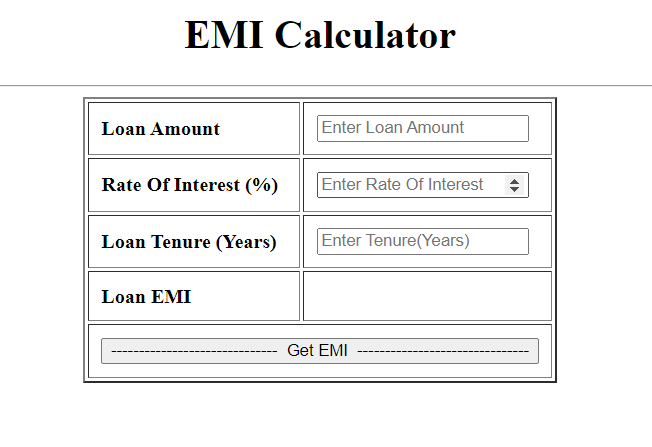 EMI Calculator
Loan Amount Enter Loan Amount
Rate Of Interest (%) Enter Rate Of Interest
Loan Tenure (Years) Enter Tenure(Years)
Loan EMI
------------------------------ Get EMI -------------------------------